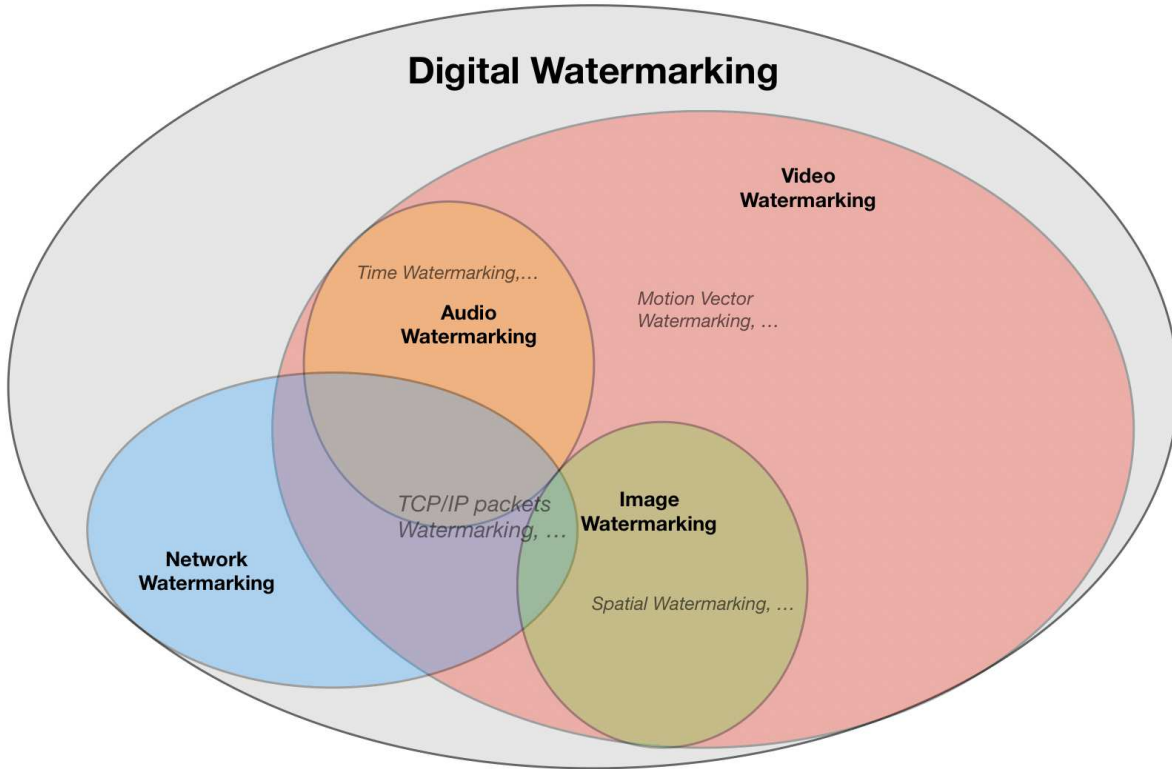 Digital Watermarking
Video
Watermarking
Time Watermarking,...
Audio
Watermarking
Motion Vector
Watermarking, ...
TCP/IP packets
Watermarking, ...
Image
Watermarking
Network
Watermarking
Spatial Watermarking, ...